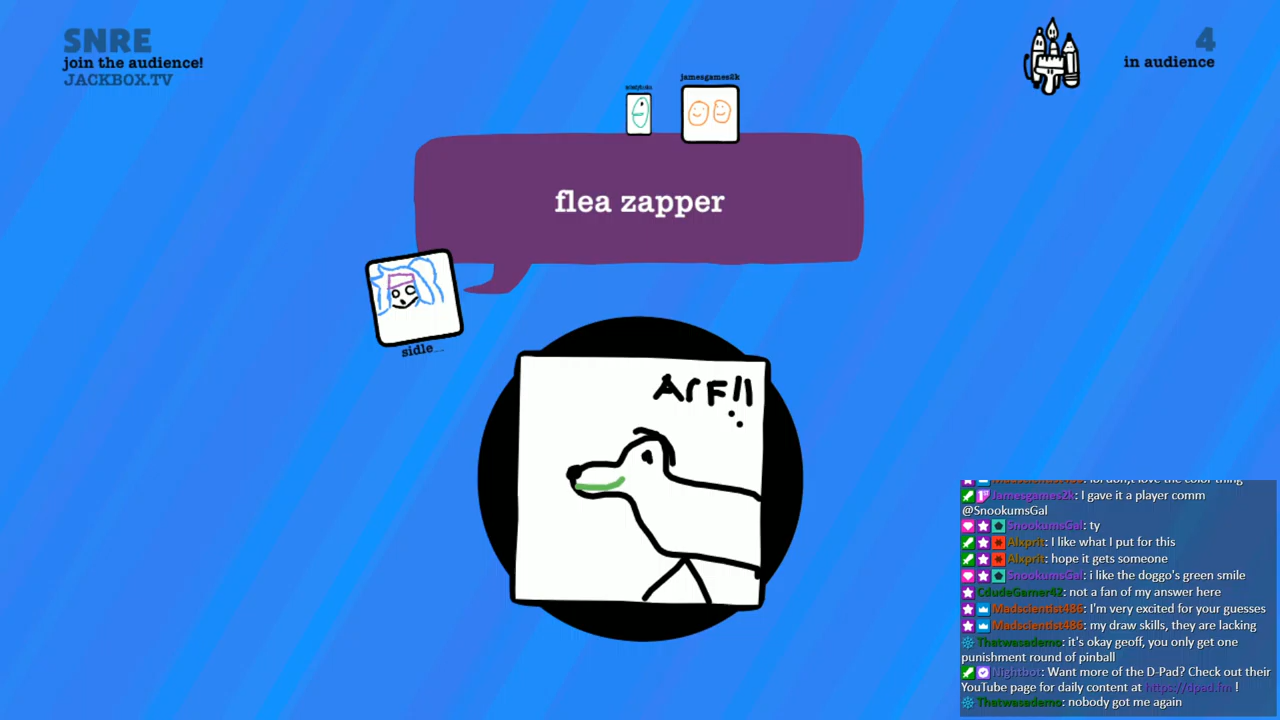 SNRE
join the audience!
JACKBOX.TV
4
in audience
jamesgames2k
flea zapper
sidle...
Arf!!
Jamesgames2k: I gave it a player comm
@SnookumsGal
SnookumsGal: ty
Alxprit: I like what I put for this
Alxprit: hope it gets someone
SnookumsGal: i like the doggo's green smile
CdudeGamer42: not a fan of my answer here
Madscientist486: I'm very excited for your guesses
Madscientist486: my draw skills, they are lacking
Thatwasademo: it's okay geoff, you only get one
punishment round of pinball
Nightbot: Want more of the D-Pad? Check out their
YouTube page for daily content at https://dpad.fm !
Thatwasademo: nobody got me again